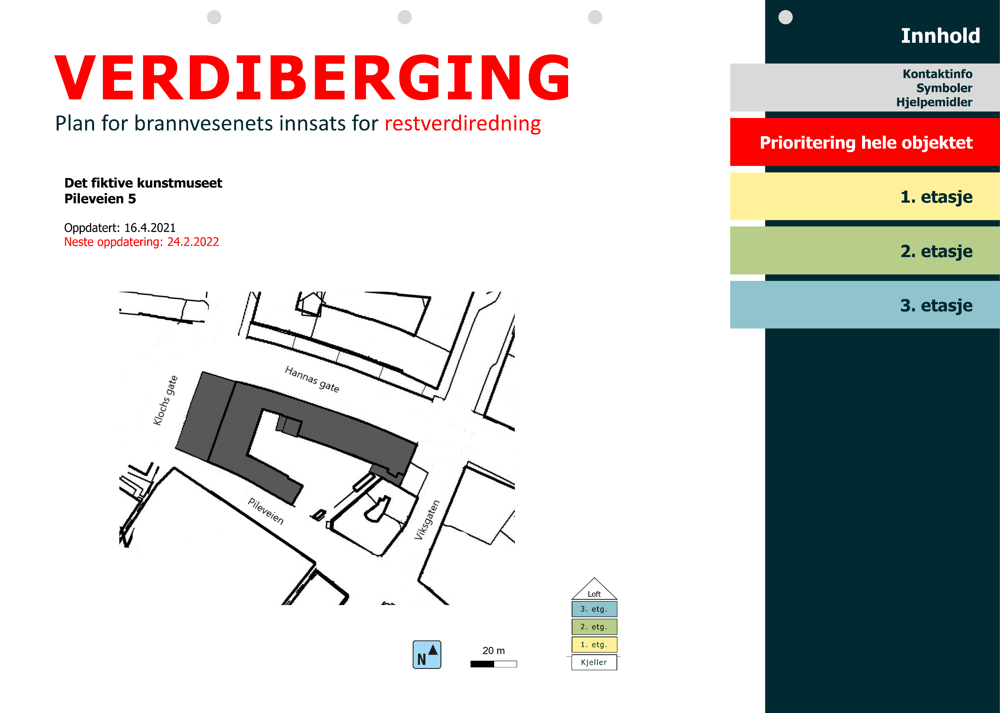 VERDIBERGING
Plan for brannvesenets innsats for restverdiredning
Det fiktive kunstmuseet
Pileveien 5
Oppdatert: 16.4.2021
Neste oppdatering: 24.2.2022
Hannas gate
Klochs gate
Pileveien
Viksgaten
N
20 m
Loft
3. etg.
2. etg.
1. etg.
Kjeller
Innhold
Kontaktinfo
Symboler
Hjelpemidler
Prioritering hele objektet
1. etasje
2. etasje
3. etasje